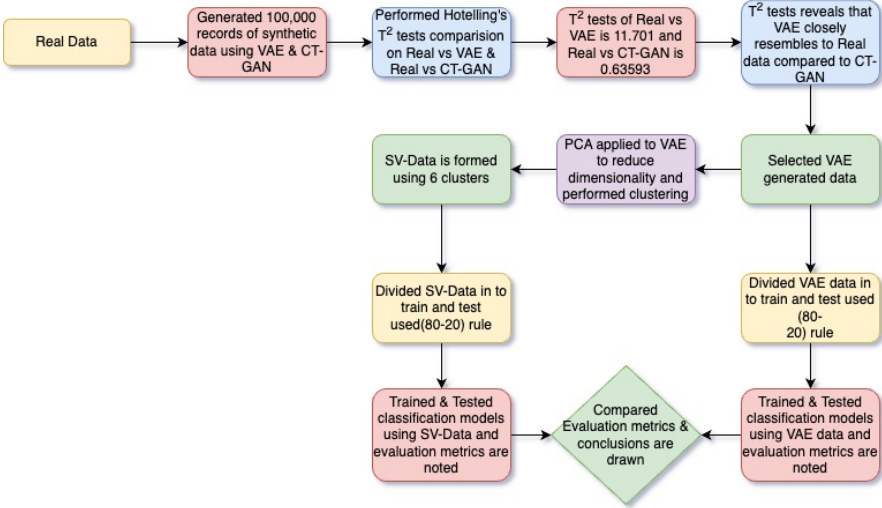 Real Data
Generated 100,000
records of synthetic
data using VAE & CT-
GAN
Performed Hotelling's
T² tests comparision
on Real vs VAE &
Real vs CT-GAN
T² tests of Real vs
VAE is 11.701 and
Real vs CT-GAN is
0.63593
T² tests reveals that
VAE closely
resembles to Real
data compared to CT-
GAN
SV-Data is formed
using 6 clusters
PCA applied to VAE
to reduce
dimensionality and
performed clustering
Selected VAE
generated data
Divided SV-Data in to
train and test
used(80-20) rule
Divided VAE data in
to train and test used
(80-
20) rule
Trained & Tested
classification models
using SV-Data and
evaluation metrics are
noted
Compared
Evaluation metrics &
conclusions are
drawn
Trained & Tested
classification models
using VAE data and
evaluation metrics are
noted